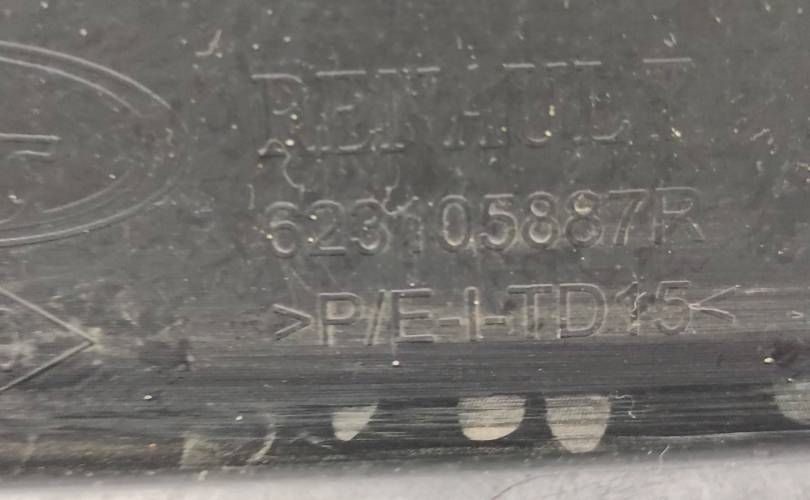 RENAULT
623105887R
>P/E-I-TD15<